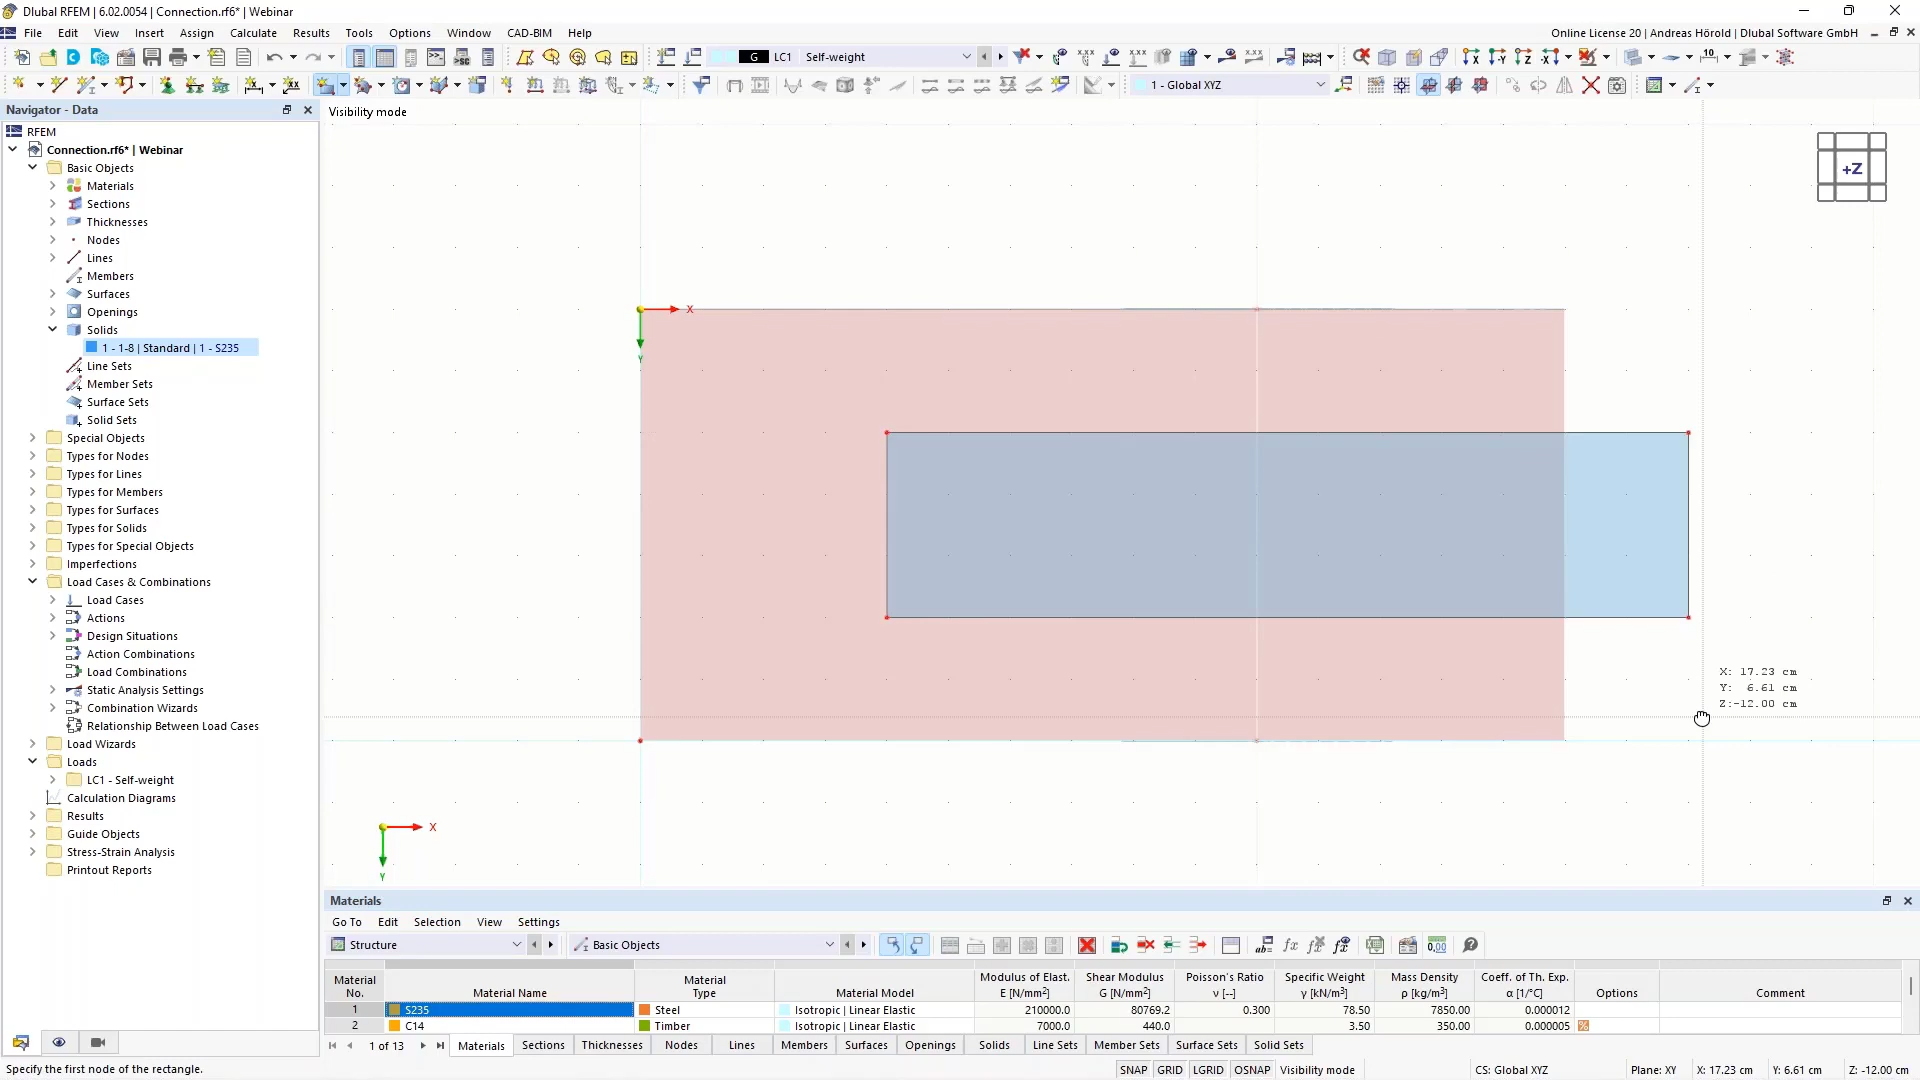 Dlubal RFEM | 6.02.0054 | Connection.rf6* | Webinar
File Edit View Insert Assign Calculate Results Tools Options Window CAD-BIM Help
Online License 20 | Andreas Hörold | Dlubal Software GmbH
G LC1 Self-weight
1 - Global XYZ
Navigator - Data
RFEM
Connection.rf6* | Webinar
Basic Objects
Materials
Sections
Thicknesses
Nodes
Lines
Members
Surfaces
Openings
Solids
1 - 1-8 | Standard | 1 - S235
Line Sets
Member Sets
Surface Sets
Solid Sets
Special Objects
Types for Nodes
Types for Lines
Types for Members
Types for Surfaces
Types for Solids
Types for Special Objects
Imperfections
Load Cases & Combinations
Load Cases
Actions
Design Situations
Action Combinations
Load Combinations
Static Analysis Settings
Combination Wizards
Relationship Between Load Cases
Load Wizards
Loads
LC1 - Self-weight
Calculation Diagrams
Results
Guide Objects
Stress-Strain Analysis
Printout Reports
Visibility mode
+Z
X
Y
X: 17.23 cm
Y: 6.61 cm
Z:-12.00 cm
X
Y
Materials
Go To Edit Selection View Settings
Structure Basic Objects
Material No. Material Name Material Type Material Model Modulus of Elast. E [N/mm²] Shear Modulus G [N/mm²] Poisson's Ratio ν [--] Specific Weight γ [kN/m³] Mass Density ρ [kg/m³] Coeff. of Th. Exp. α [1/°C] Options Comment
1 S235 Steel Isotropic | Linear Elastic 210000.0 80769.2 0.300 78.50 7850.00 0.000012
2 C14 Timber Isotropic | Linear Elastic 7000.0 440.0 3.50 350.00 0.000005
1 of 13 Materials Sections Thicknesses Nodes Lines Members Surfaces Openings Solids Line Sets Member Sets Surface Sets Solid Sets
Specify the first node of the rectangle. SNAP GRID LGRID OSNAP Visibility mode CS: Global XYZ Plane: XY X: 17.23 cm Y: 6.61 cm Z: -12.00 cm